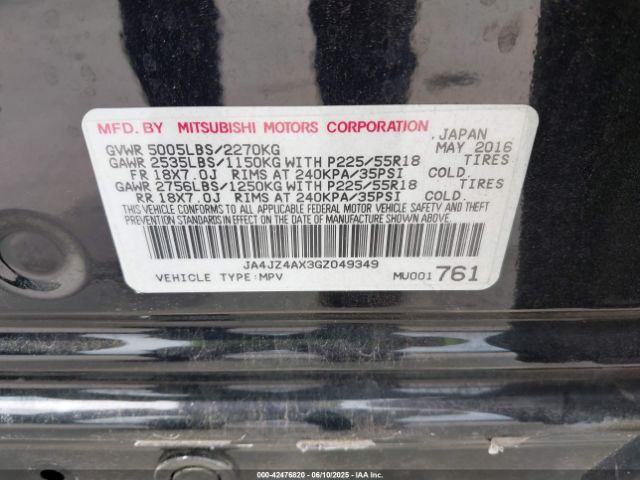 MFD. BY MITSUBISHI MOTORS CORPORATION JAPAN
GVWR 5005LBS/2270KG MAY 2016
GAWR 2535LBS/1150KG WITH P225/55R18 TIRES
FR 18X7.0J RIMS AT 240KPA/35PSI COLD.
GAWR 2756LBS/1250KG WITH P225/55R18 TIRES
RR 18X7.0J RIMS AT 240KPA/35PSI COLD.
THIS VEHICLE CONFORMS TO ALL APPLICABLE FEDERAL MOTOR VEHICLE SAFETY AND THEFT
PREVENTION STANDARDS IN EFFECT ON THE DATE OF MANUFACTURE SHOWN ABOVE.
JA4JZ4AX3GZ049349
VEHICLE TYPE:MPV MU001 761
000-42476820 - 06/10/2025 - IAAI.COM